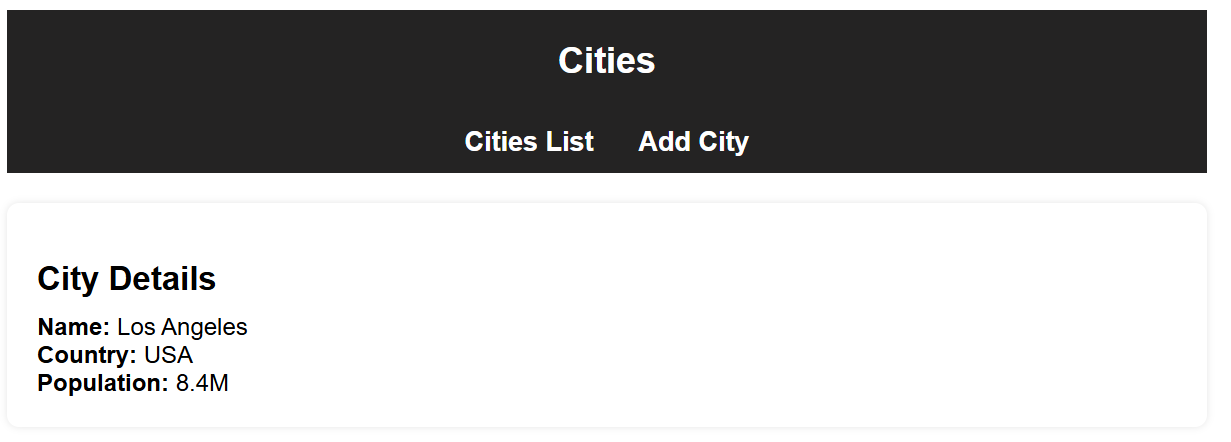 Cities
Cities List Add City
City Details
Name: Los Angeles
Country: USA
Population: 8.4M